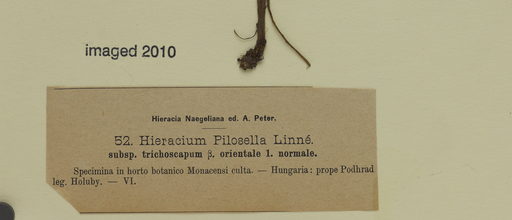 imaged 2010
Hieracia Naegeliana ed. A. Peter.
52. Hieracium Pilosella Linné.
subsp. trichoscapum β. orientale 1. normale.
Specimina in horto botanico Monacensi culta. — Hungaria: prope Podhrad
leg. Holuby. — VI.